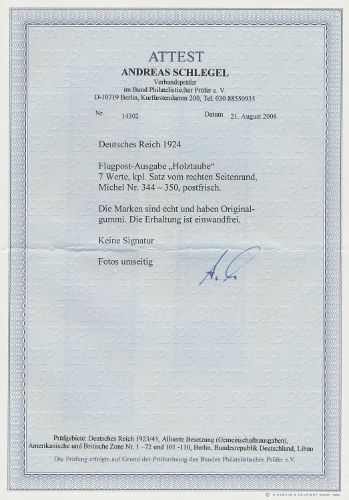 ATTEST
ANDREAS SCHLEGEL
Verbandsprüfer
im Bund Philatelistischer Prüfer e. V.
D-10719 Berlin, Kurfürstendamm 200, Tel. 030 88550935
Nr. 14302 Datum 21. August 2006
Deutsches Reich 1924
Flugpost-Ausgabe „Holztaube"
7 Werte, kpl. Satz vom rechten Seitenrand,
Michel Nr. 344 – 350, postfrisch.
Die Marken sind echt und haben Original-
gummi. Die Erhaltung ist einwandfrei.
Keine Signatur
Fotos umseitig
Prüfgebiete: Deutsches Reich 1923/45, Alliierte Besetzung (Gemeinschaftsausgaben),
Amerikanische und Britische Zone Nr. 1 -72 und 101 -110, Berlin, Bundesrepublik Deutschland, Libau
Die Prüfung erfolgte auf Grund der Prüfordnung des Bundes Philatelistischer Prüfer e.V.